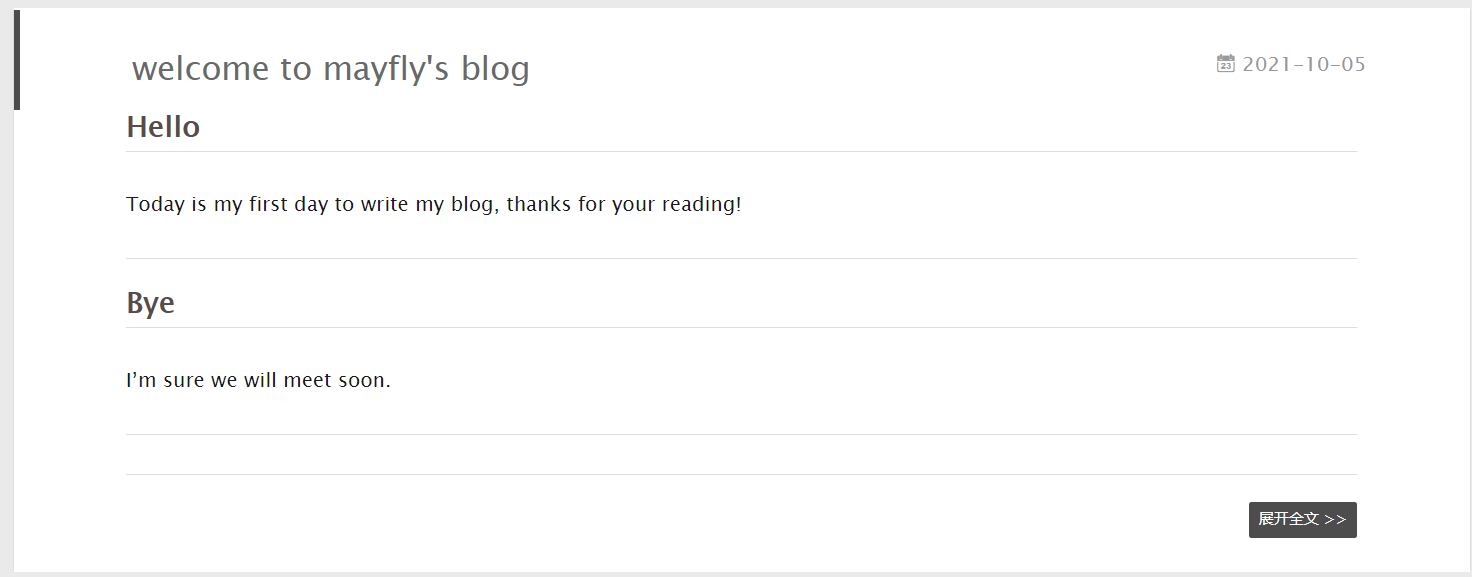 welcome to mayfly's blog
2021-10-05
Hello
Today is my first day to write my blog, thanks for your reading!
Bye
I’m sure we will meet soon.
展开全文 >>